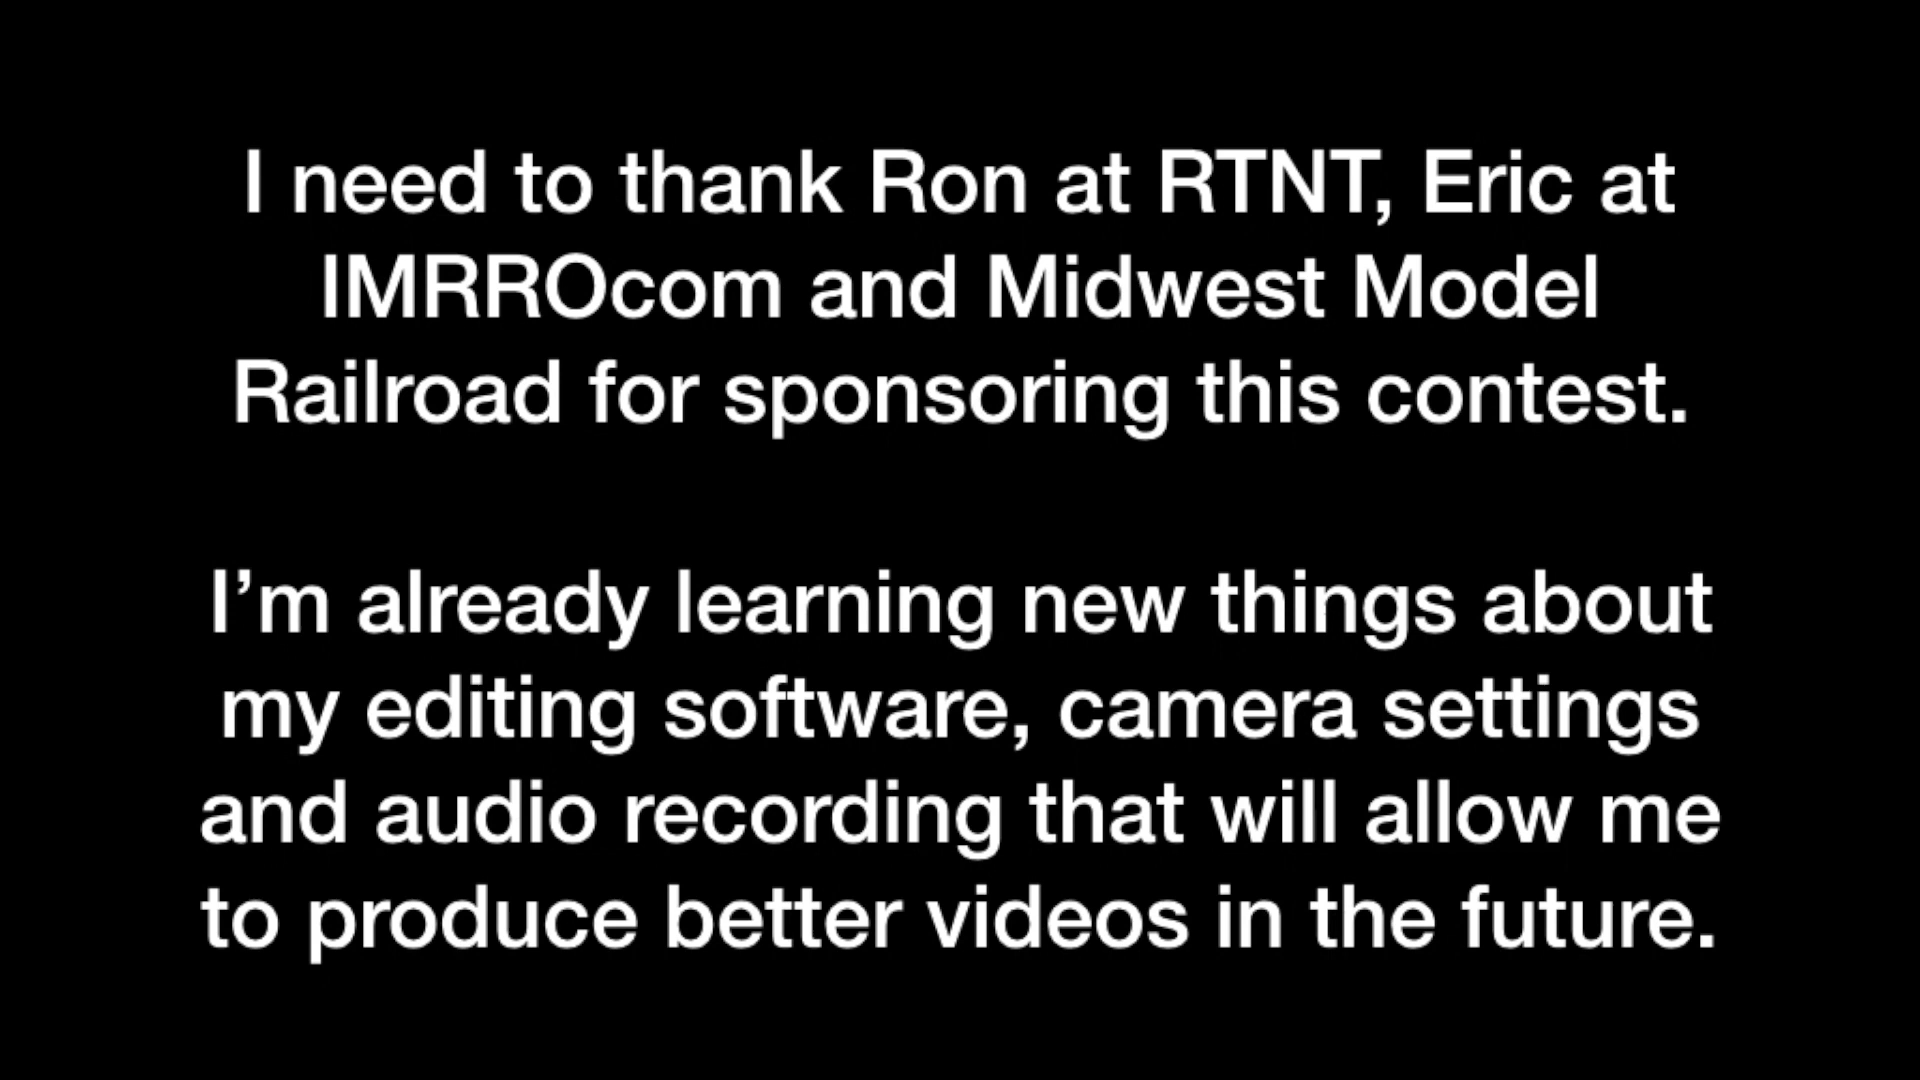 I need to thank Ron at RTNT, Eric at
IMRROcom and Midwest Model
Railroad for sponsoring this contest.
I’m already learning new things about
my editing software, camera settings
and audio recording that will allow me
to produce better videos in the future.